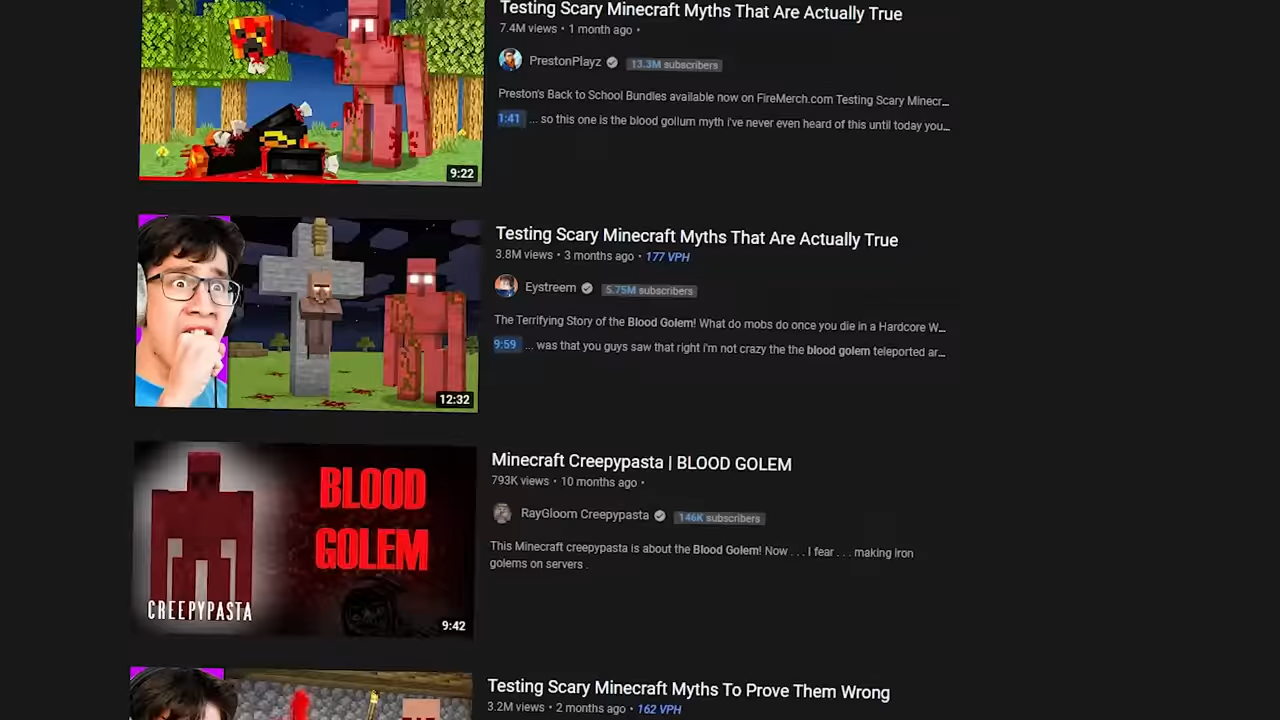 Testing Scary Minecraft Myths That Are Actually True
7.4M views • 1 month ago •
PrestonPlayz 13.3M subscribers
Preston's Back to School Bundles available now on FireMerch.com Testing Scary Minecr...
1:41 ... so this one is the blood gollum myth i've never even heard of this until today you...
9:22
Testing Scary Minecraft Myths That Are Actually True
3.8M views • 3 months ago • 177 VPH
Eystreem 5.75M subscribers
The Terrifying Story of the Blood Golem! What do mobs do once you die in a Hardcore W...
9:59 ... was that you guys saw that right i'm not crazy the the blood golem teleported ar...
12:32
BLOOD
GOLEM
CREEPYPASTA
9:42
Minecraft Creepypasta | BLOOD GOLEM
793K views • 10 months ago •
RayGloom Creepypasta 146K subscribers
This Minecraft creepypasta is about the Blood Golem! Now . . . I fear . . . making iron
golems on servers .
Testing Scary Minecraft Myths To Prove Them Wrong
3.2M views • 2 months ago • 162 VPH